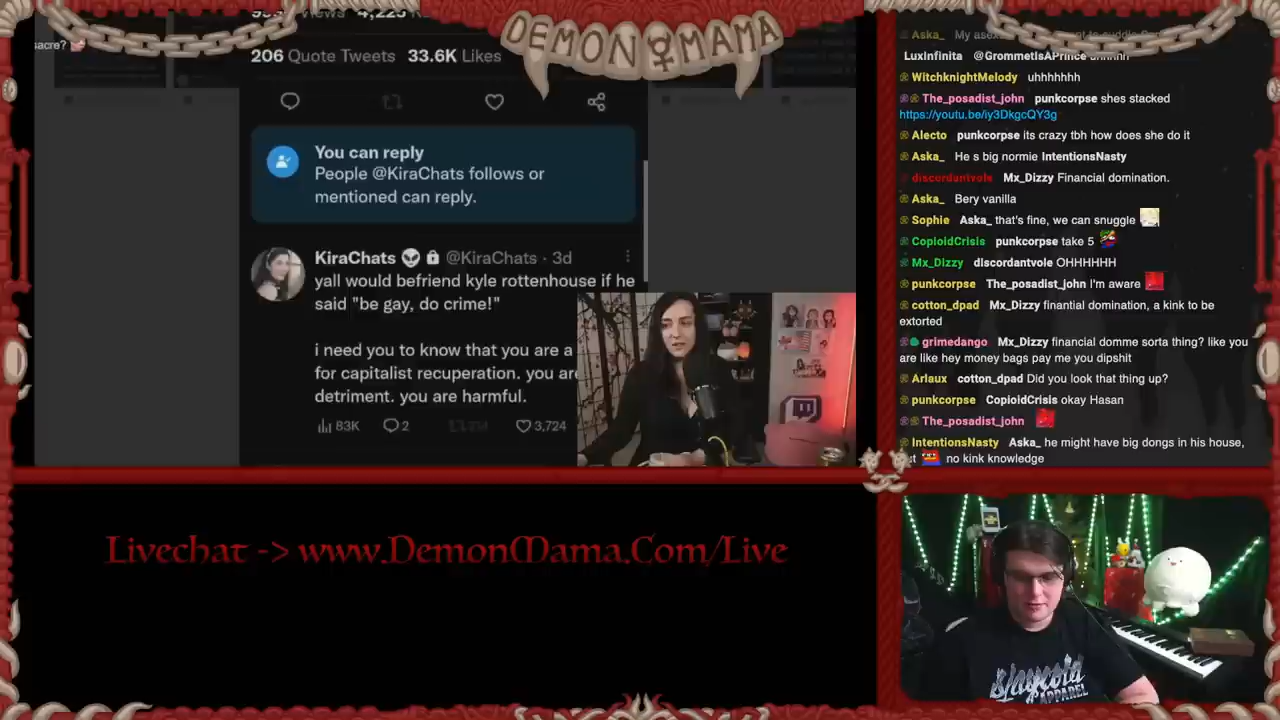 DEMON MAMA
sacre?
Views
206 Quote Tweets 33.6K Likes
You can reply
People @KiraChats follows or
mentioned can reply.
KiraChats @KiraChats · 3d
yall would befriend kyle rottenhouse if he
said "be gay, do crime!"
i need you to know that you are a
for capitalist recuperation. you are
detriment. you are harmful.
83K 2 3,724
Livechat -> www.DemonMama.Com/Live
Aska_ My
LuxInfinita @GrommetIsAPrince
WitchknightMelody uhhhhhhh
The_posadist_john punkcorpse shes stacked
https://youtu.be/iy3DkgcQY3g
Alecto punkcorpse its crazy tbh how does she do it
Aska_ He s big normie IntentionsNasty
discordantvole Mx_Dizzy Financial domination.
Aska_ Bery vanilla
Sophie Aska_ that's fine, we can snuggle
CopioidCrisis punkcorpse take 5
Mx_Dizzy discordantvole OHHHHHH
punkcorpse The_posadist_john I'm aware
cotton_dpad Mx_Dizzy finantial domination, a kink to be
extorted
grimedango Mx_Dizzy financial domme sorta thing? like you
are like hey money bags pay me you dipshit
Arlaux cotton_dpad Did you look that thing up?
punkcorpse CopioidCrisis okay Hasan
The_posadist_john
IntentionsNasty Aska_ he might have big dongs in his house,
no kink knowledge
APPAREL